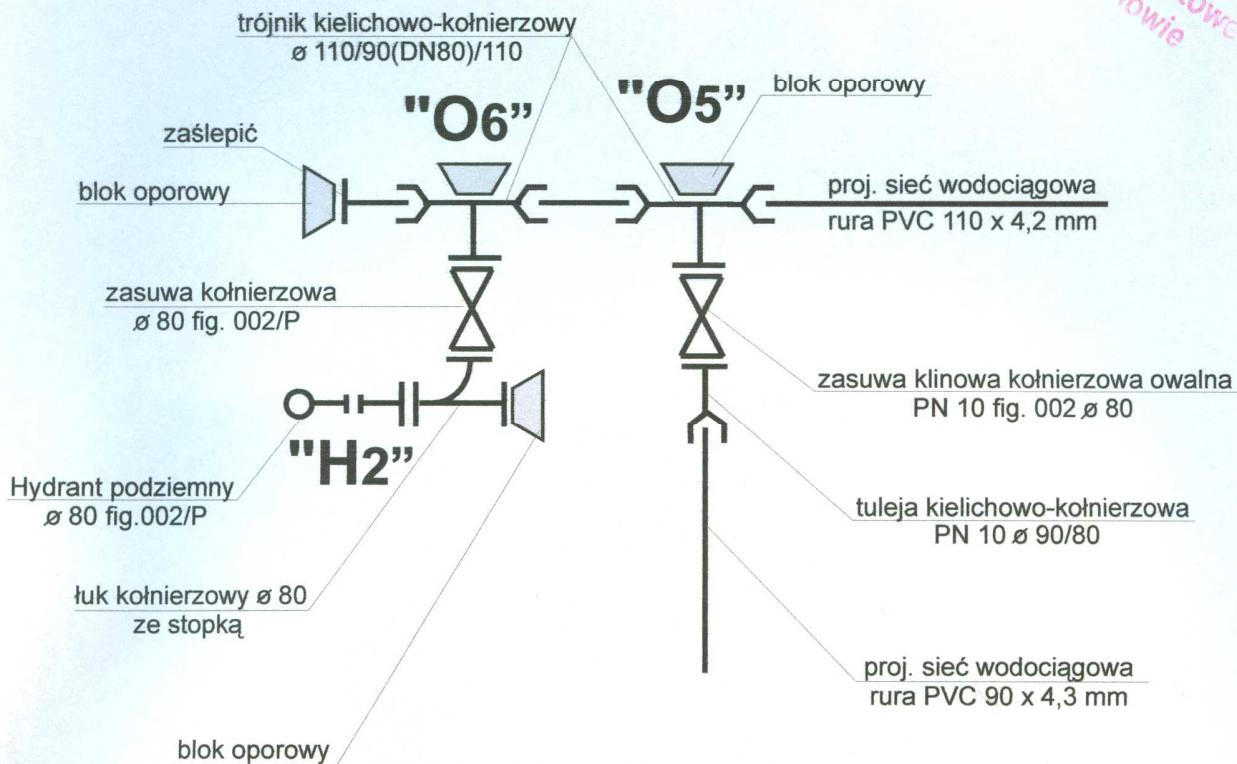 trójnik kielichowo-kołnierzowy
ø 110/90(DN80)/110
"O6”
"O5”
blok oporowy
zaślepić
blok oporowy
proj. sieć wodociągowa
rura PVC 110 x 4,2 mm
zasuwa kołnierzowa
ø 80 fig. 002/P
zasuwa klinowa kołnierzowa owalna
PN 10 fig. 002 ø 80
"H2”
Hydrant podziemny
ø 80 fig.002/P
tuleja kielichowo-kołnierzowa
PN 10 ø 90/80
łuk kołnierzowy ø 80
ze stopką
proj. sieć wodociągowa
rura PVC 90 x 4,3 mm
blok oporowy